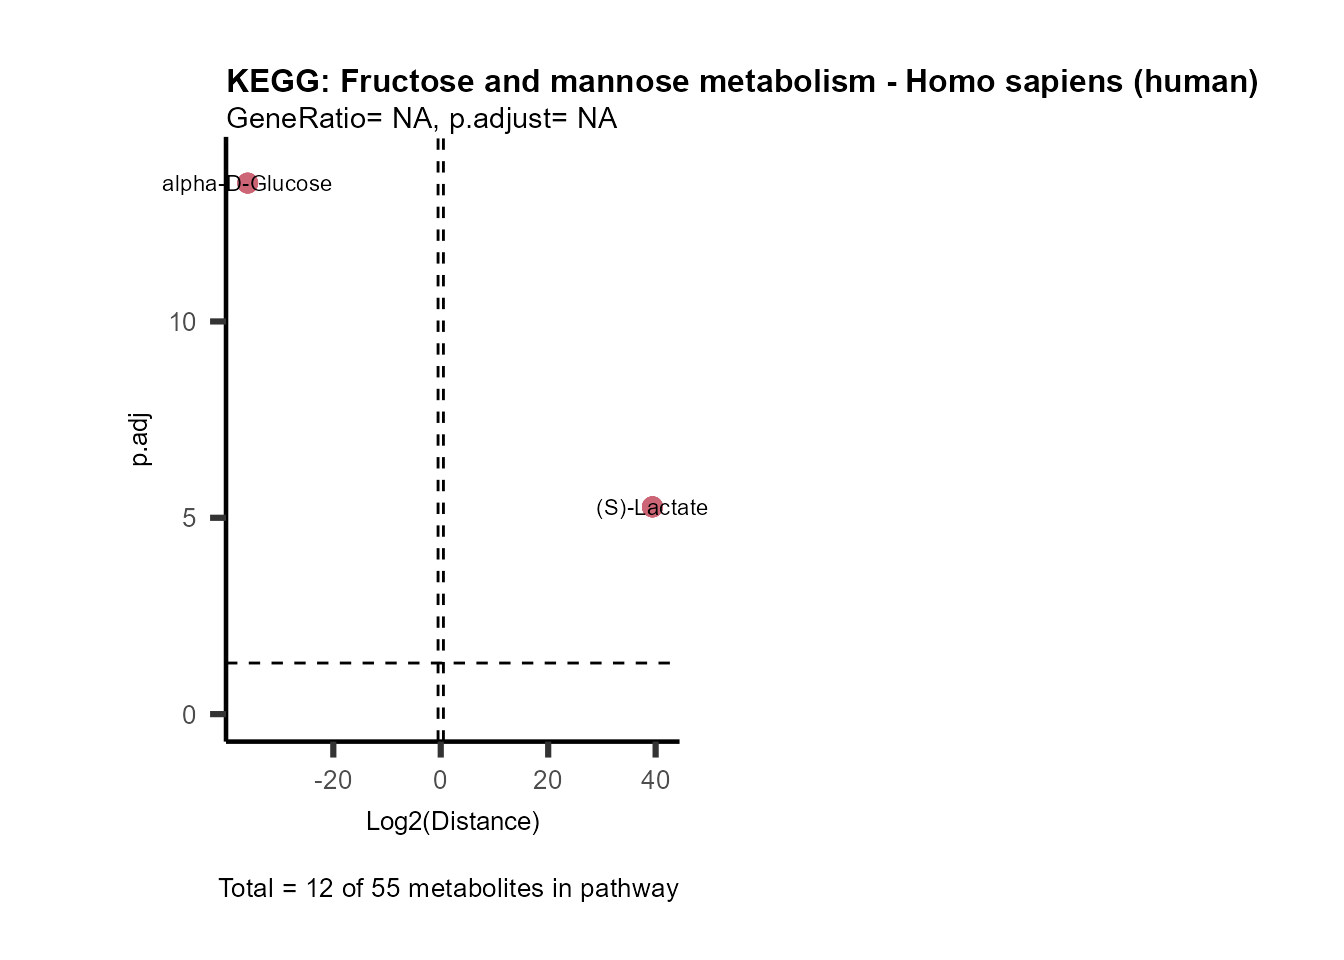 KEGG: Fructose and mannose metabolism - Homo sapiens (human)
GeneRatio= NA, p.adjust= NA
alpha-D-Glucose
10
p.adj
(S)-Lactate
5
0
-20 0 20 40
Log2(Distance)
Total = 12 of 55 metabolites in pathway